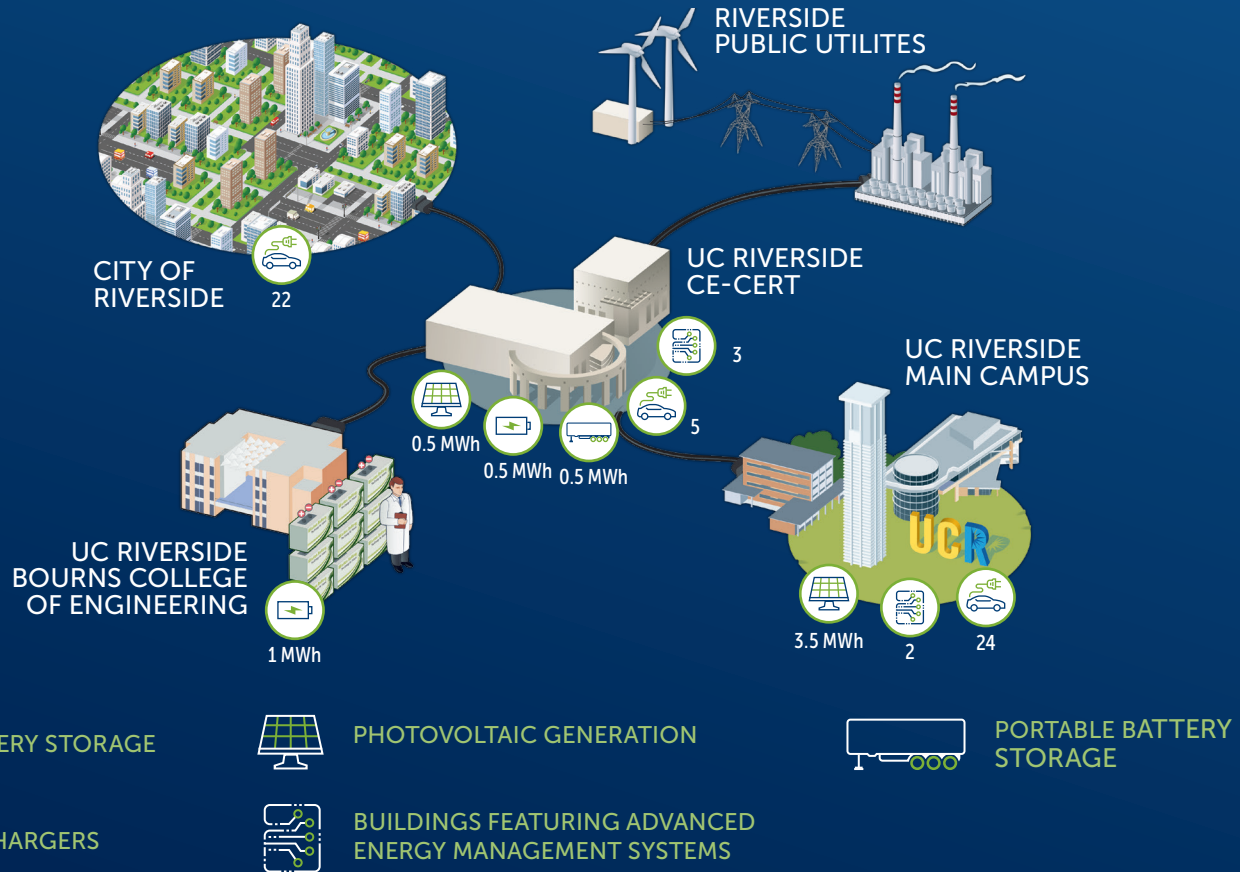 RIVERSIDE
PUBLIC UTILITES
CITY OF
RIVERSIDE
22
UC RIVERSIDE
CE-CERT
3
5
0.5 MWh
0.5 MWh
0.5 MWh
UC RIVERSIDE
MAIN CAMPUS
UCR
3.5 MWh
2
24
UC RIVERSIDE
BOURNS COLLEGE
OF ENGINEERING
1 MWh
ERY STORAGE
PHOTOVOLTAIC GENERATION
PORTABLE BATTERY
STORAGE
HARGERS
BUILDINGS FEATURING ADVANCED
ENERGY MANAGEMENT SYSTEMS